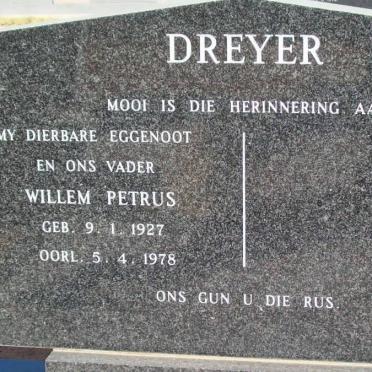 DREYER
MOOI IS DIE HERINNERING AA
MY DIERBARE EGGENOOT
EN ONS VADER
WILLEM PETRUS
GEB. 9. 1. 1927
OORL. 5. 4. 1978
ONS GUN U DIE RUS.